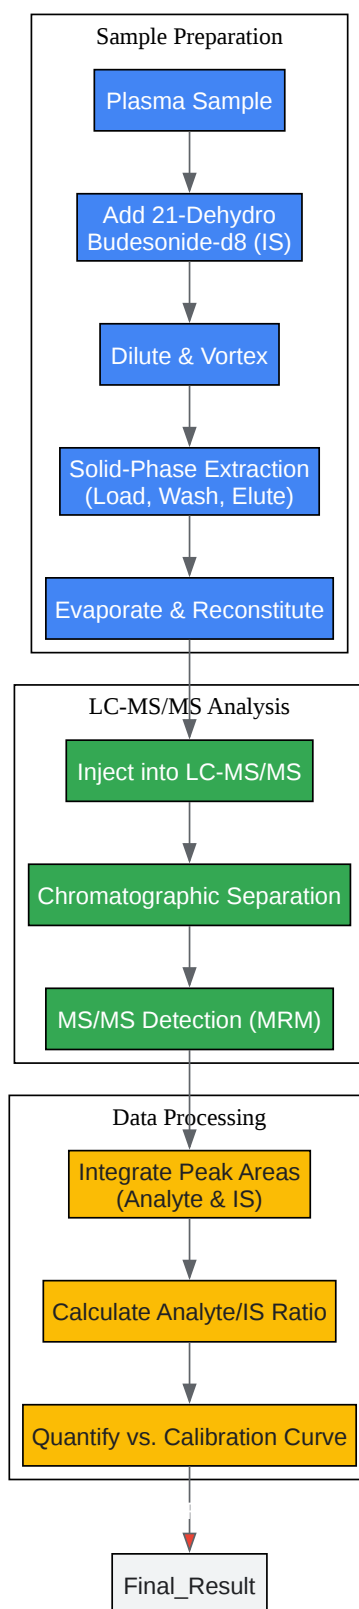 Sample Preparation
Plasma Sample
Add 21-Dehydro
Budesonide-d8 (IS)
Dilute & Vortex
Solid-Phase Extraction
(Load, Wash, Elute)
Evaporate & Reconstitute
LC-MS/MS Analysis
Inject into LC-MS/MS
Chromatographic Separation
MS/MS Detection (MRM)
Data Processing
Integrate Peak Areas
(Analyte & IS)
Calculate Analyte/IS Ratio
Quantify vs. Calibration Curve
Final_Result